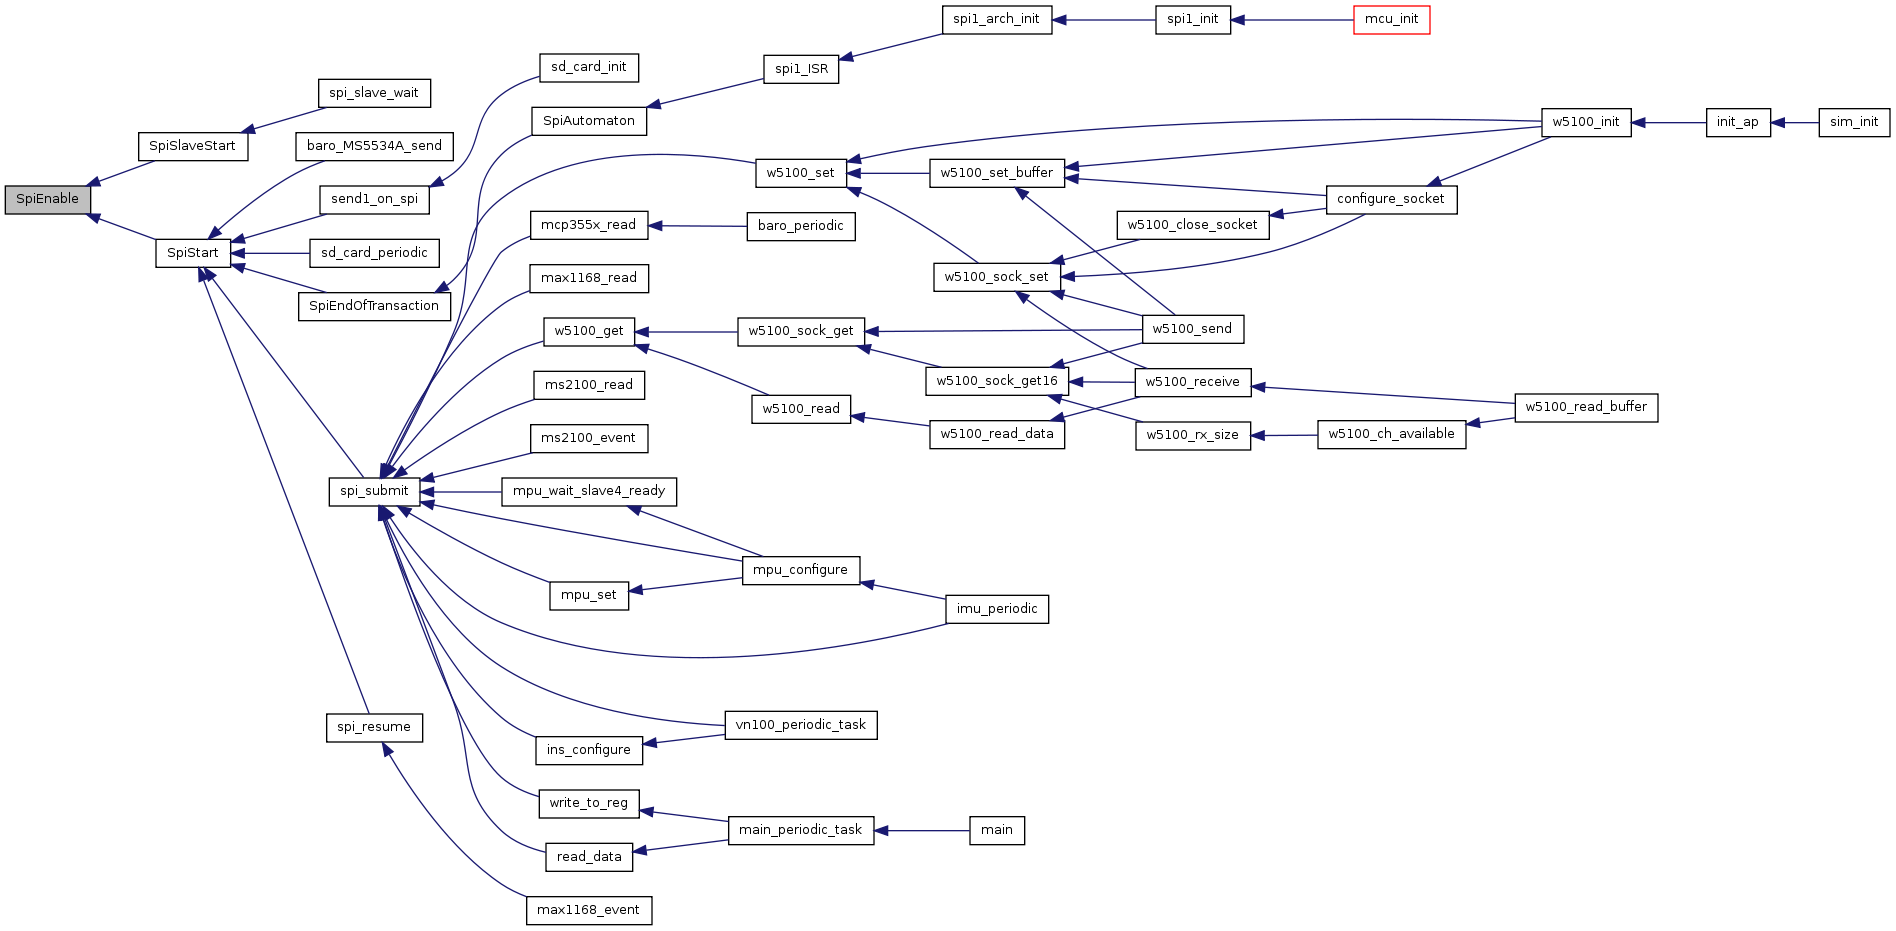 SpiEnable
SpiSlaveStart
spi_slave_wait
SpiStart
baro_MS5534A_send
send1_on_spi
sd_card_init
sd_card_periodic
SpiEndOfTransaction
SpiAutomaton
spi1_ISR
spi1_arch_init
spi1_init
mcu_init
spi_submit
w5100_set
w5100_set_buffer
w5100_init
init_ap
sim_init
configure_socket
w5100_close_socket
w5100_sock_set
mcp355x_read
baro_periodic
max1168_read
w5100_get
w5100_sock_get
w5100_send
w5100_sock_get16
w5100_receive
w5100_read
w5100_read_data
w5100_rx_size
w5100_ch_available
w5100_read_buffer
ms2100_read
ms2100_event
mpu_wait_slave4_ready
mpu_configure
mpu_set
imu_periodic
vn100_periodic_task
ins_configure
write_to_reg
main_periodic_task
main
read_data
spi_resume
max1168_event